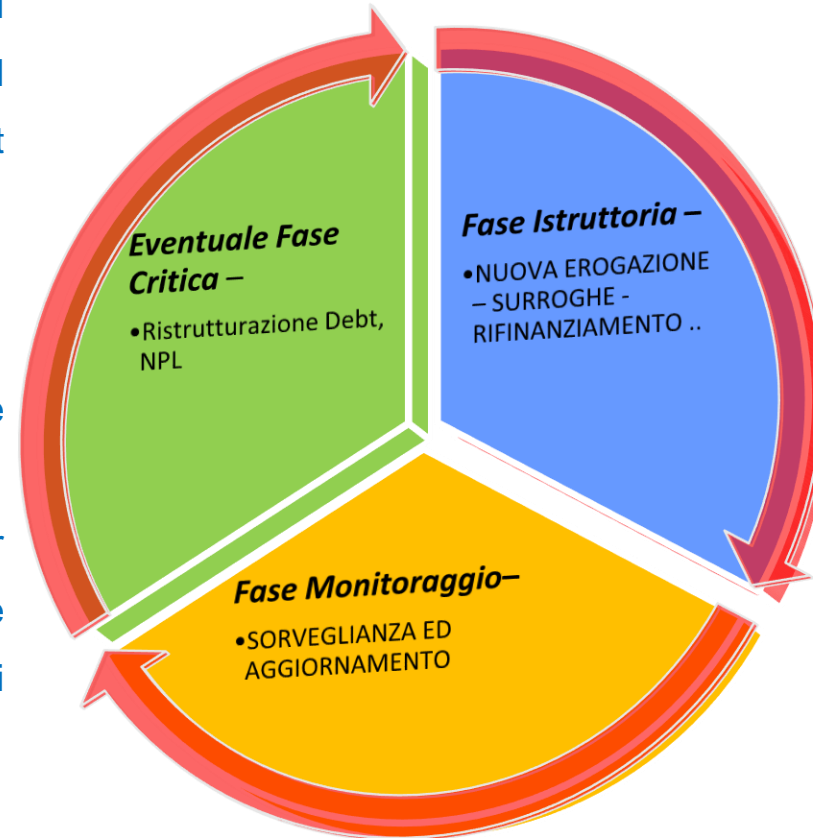 Eventuale Fase
Critica –
•Ristrutturazione Debt,
NPL
Fase Istruttoria –
•NUOVA EROGAZIONE
– SURROGHE -
RIFINANZIAMENTO ..
Fase Monitoraggio–
•SORVEGLIANZA ED
AGGIORNAMENTO